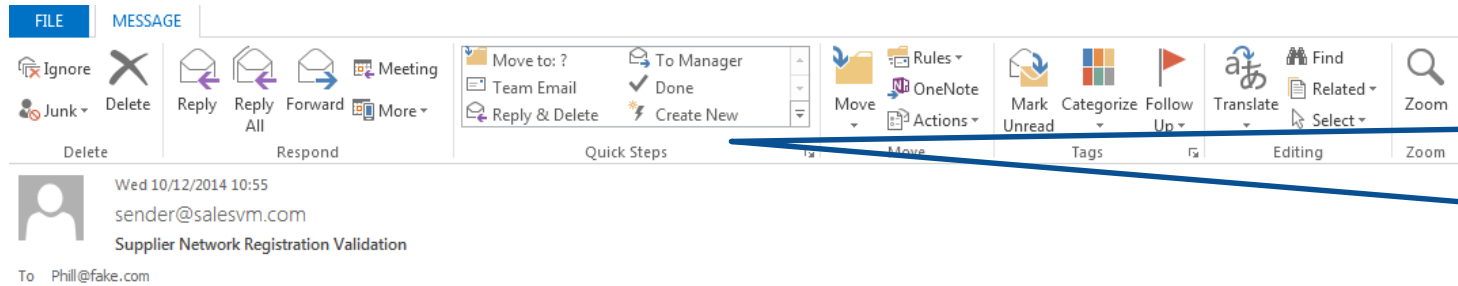 FILE MESSAGE
Ignore Move to: ? To Manager Rules Find
Meeting Team Email Done OneNote Related
Junk Delete Reply Reply All Forward More Reply & Delete Create New Move Actions Mark Unread Categorize Follow Up Translate Select Zoom
Delete Respond Quick Steps Move Tags Editing Zoom
Wed 10/12/2014 10:55
sender@salesvm.com
Supplier Network Registration Validation
To Phill@fake.com